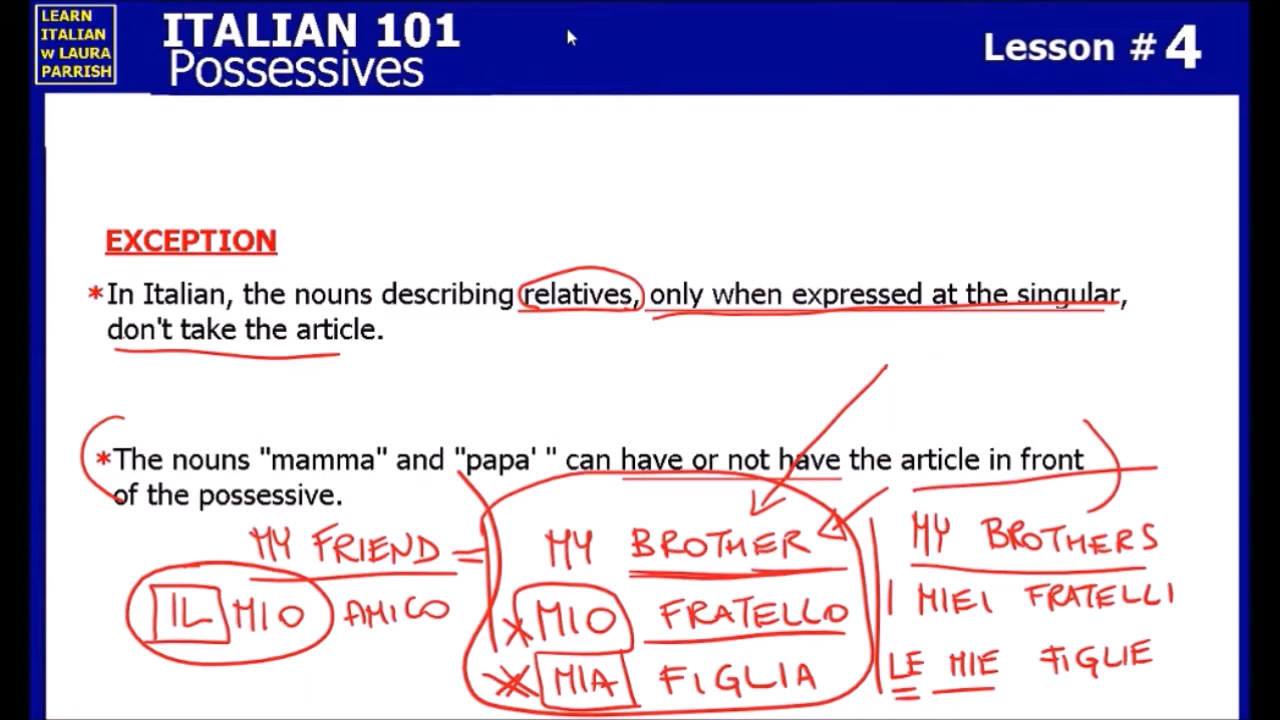 LEARN
ITALIAN
w LAURA
PARRISH
ITALIAN 101
Possessives
Lesson # 4
EXCEPTION
*In Italian, the nouns describing relatives, only when expressed at the singular,
don't take the article.
*The nouns "mamma" and "papa' " can have or not have the article in front
of the possessive.
MY FRIEND =
IL MIO AMICO
MY BROTHER
MIO FRATELLO
MIA FIGLIA
MY BROTHERS
I MIEI FRATELLI
LE MIE FIGLIE